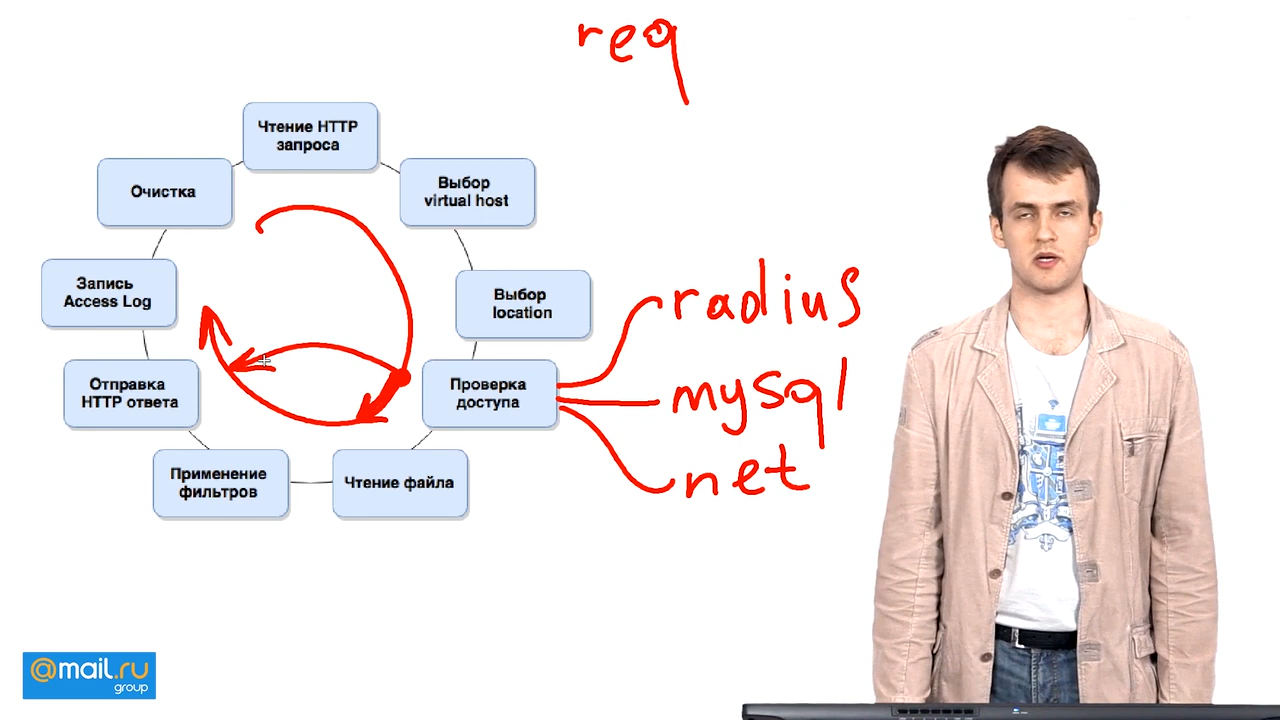 req
Чтение HTTP
запроса
Выбор
virtual host
Выбор
location
Проверка
доступа
Чтение файла
Применение
фильтров
Отправка
HTTP ответа
Запись
Access Log
Очистка
radius
mysql
net
@mail.ru
group